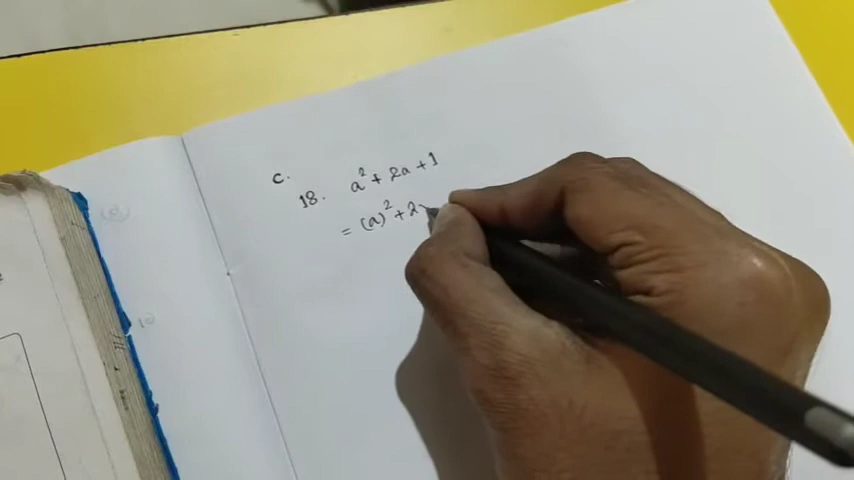 C.
18. a² + 2a + 1
= (a)² + 2